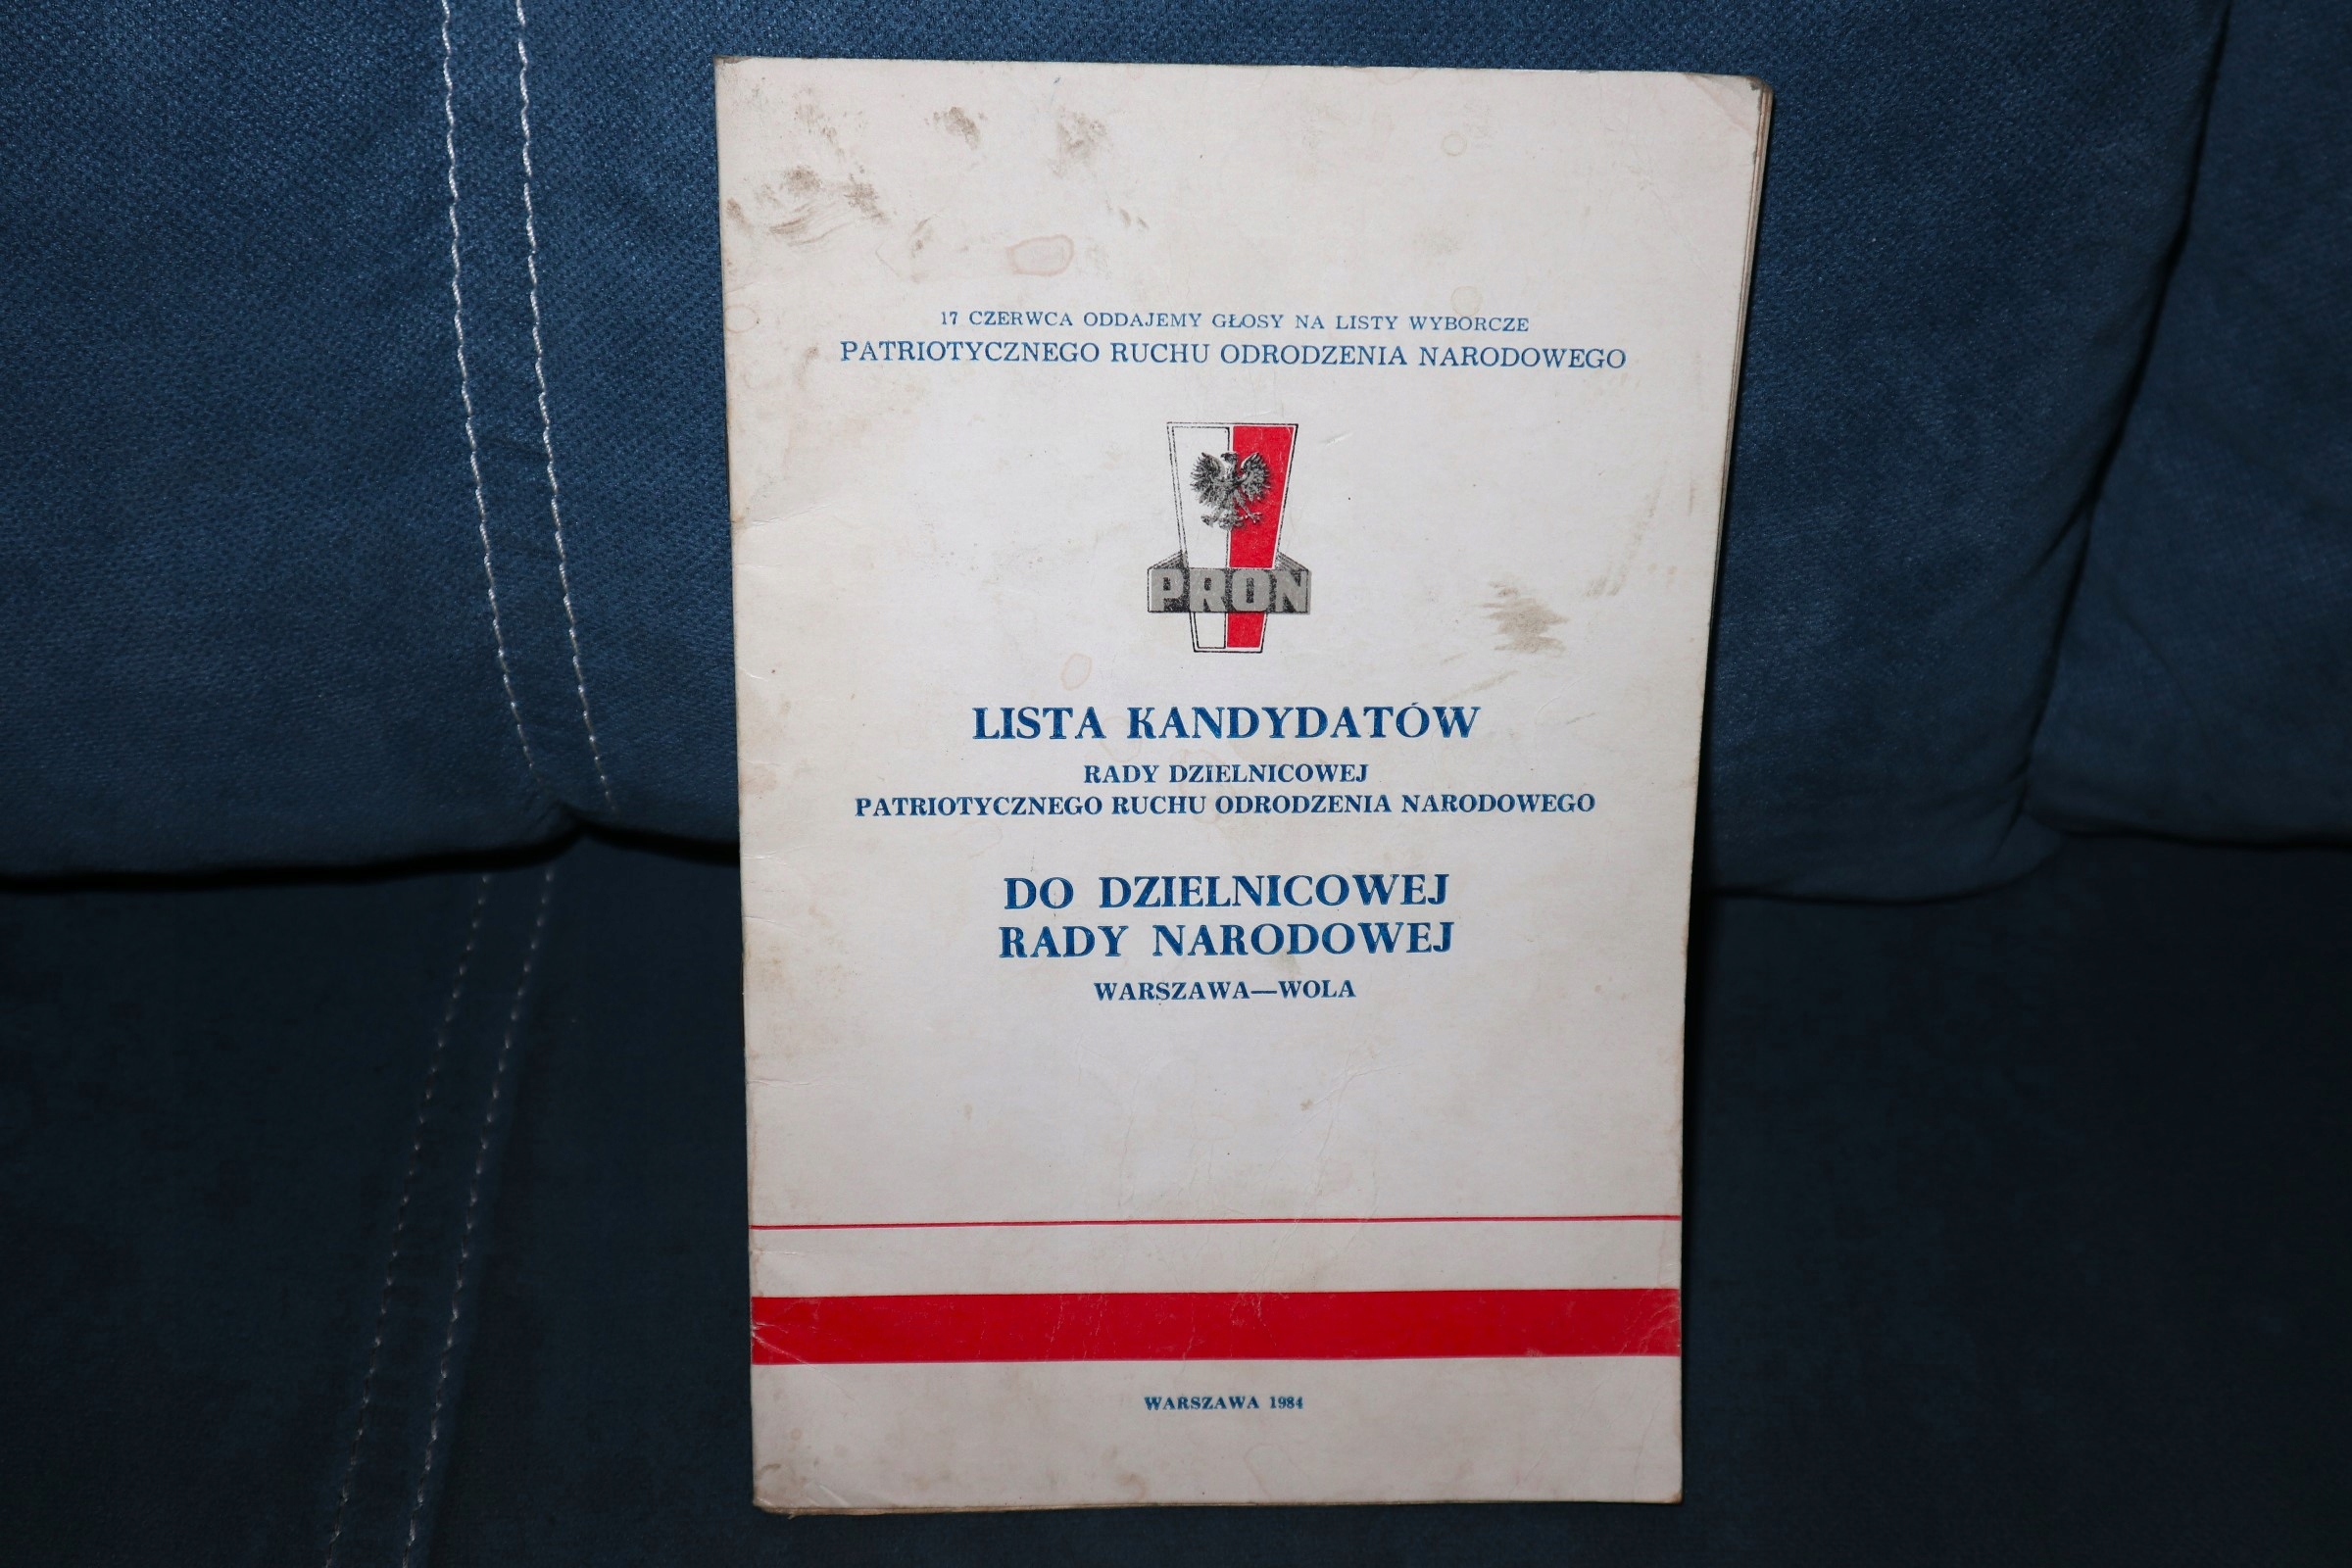 17 CZERWCA ODDAJEMY GŁOSY NA LISTY WYBORCZE
PATRIOTYCZNEGO RUCHU ODRODZENIA NARODOWEGO
PRON
LISTA KANDYDATÓW
RADY DZIELNICOWEJ
PATRIOTYCZNEGO RUCHU ODRODZENIA NARODOWEGO
DO DZIELNICOWEJ
RADY NARODOWEJ
WARSZAWA—WOLA
WARSZAWA 1984